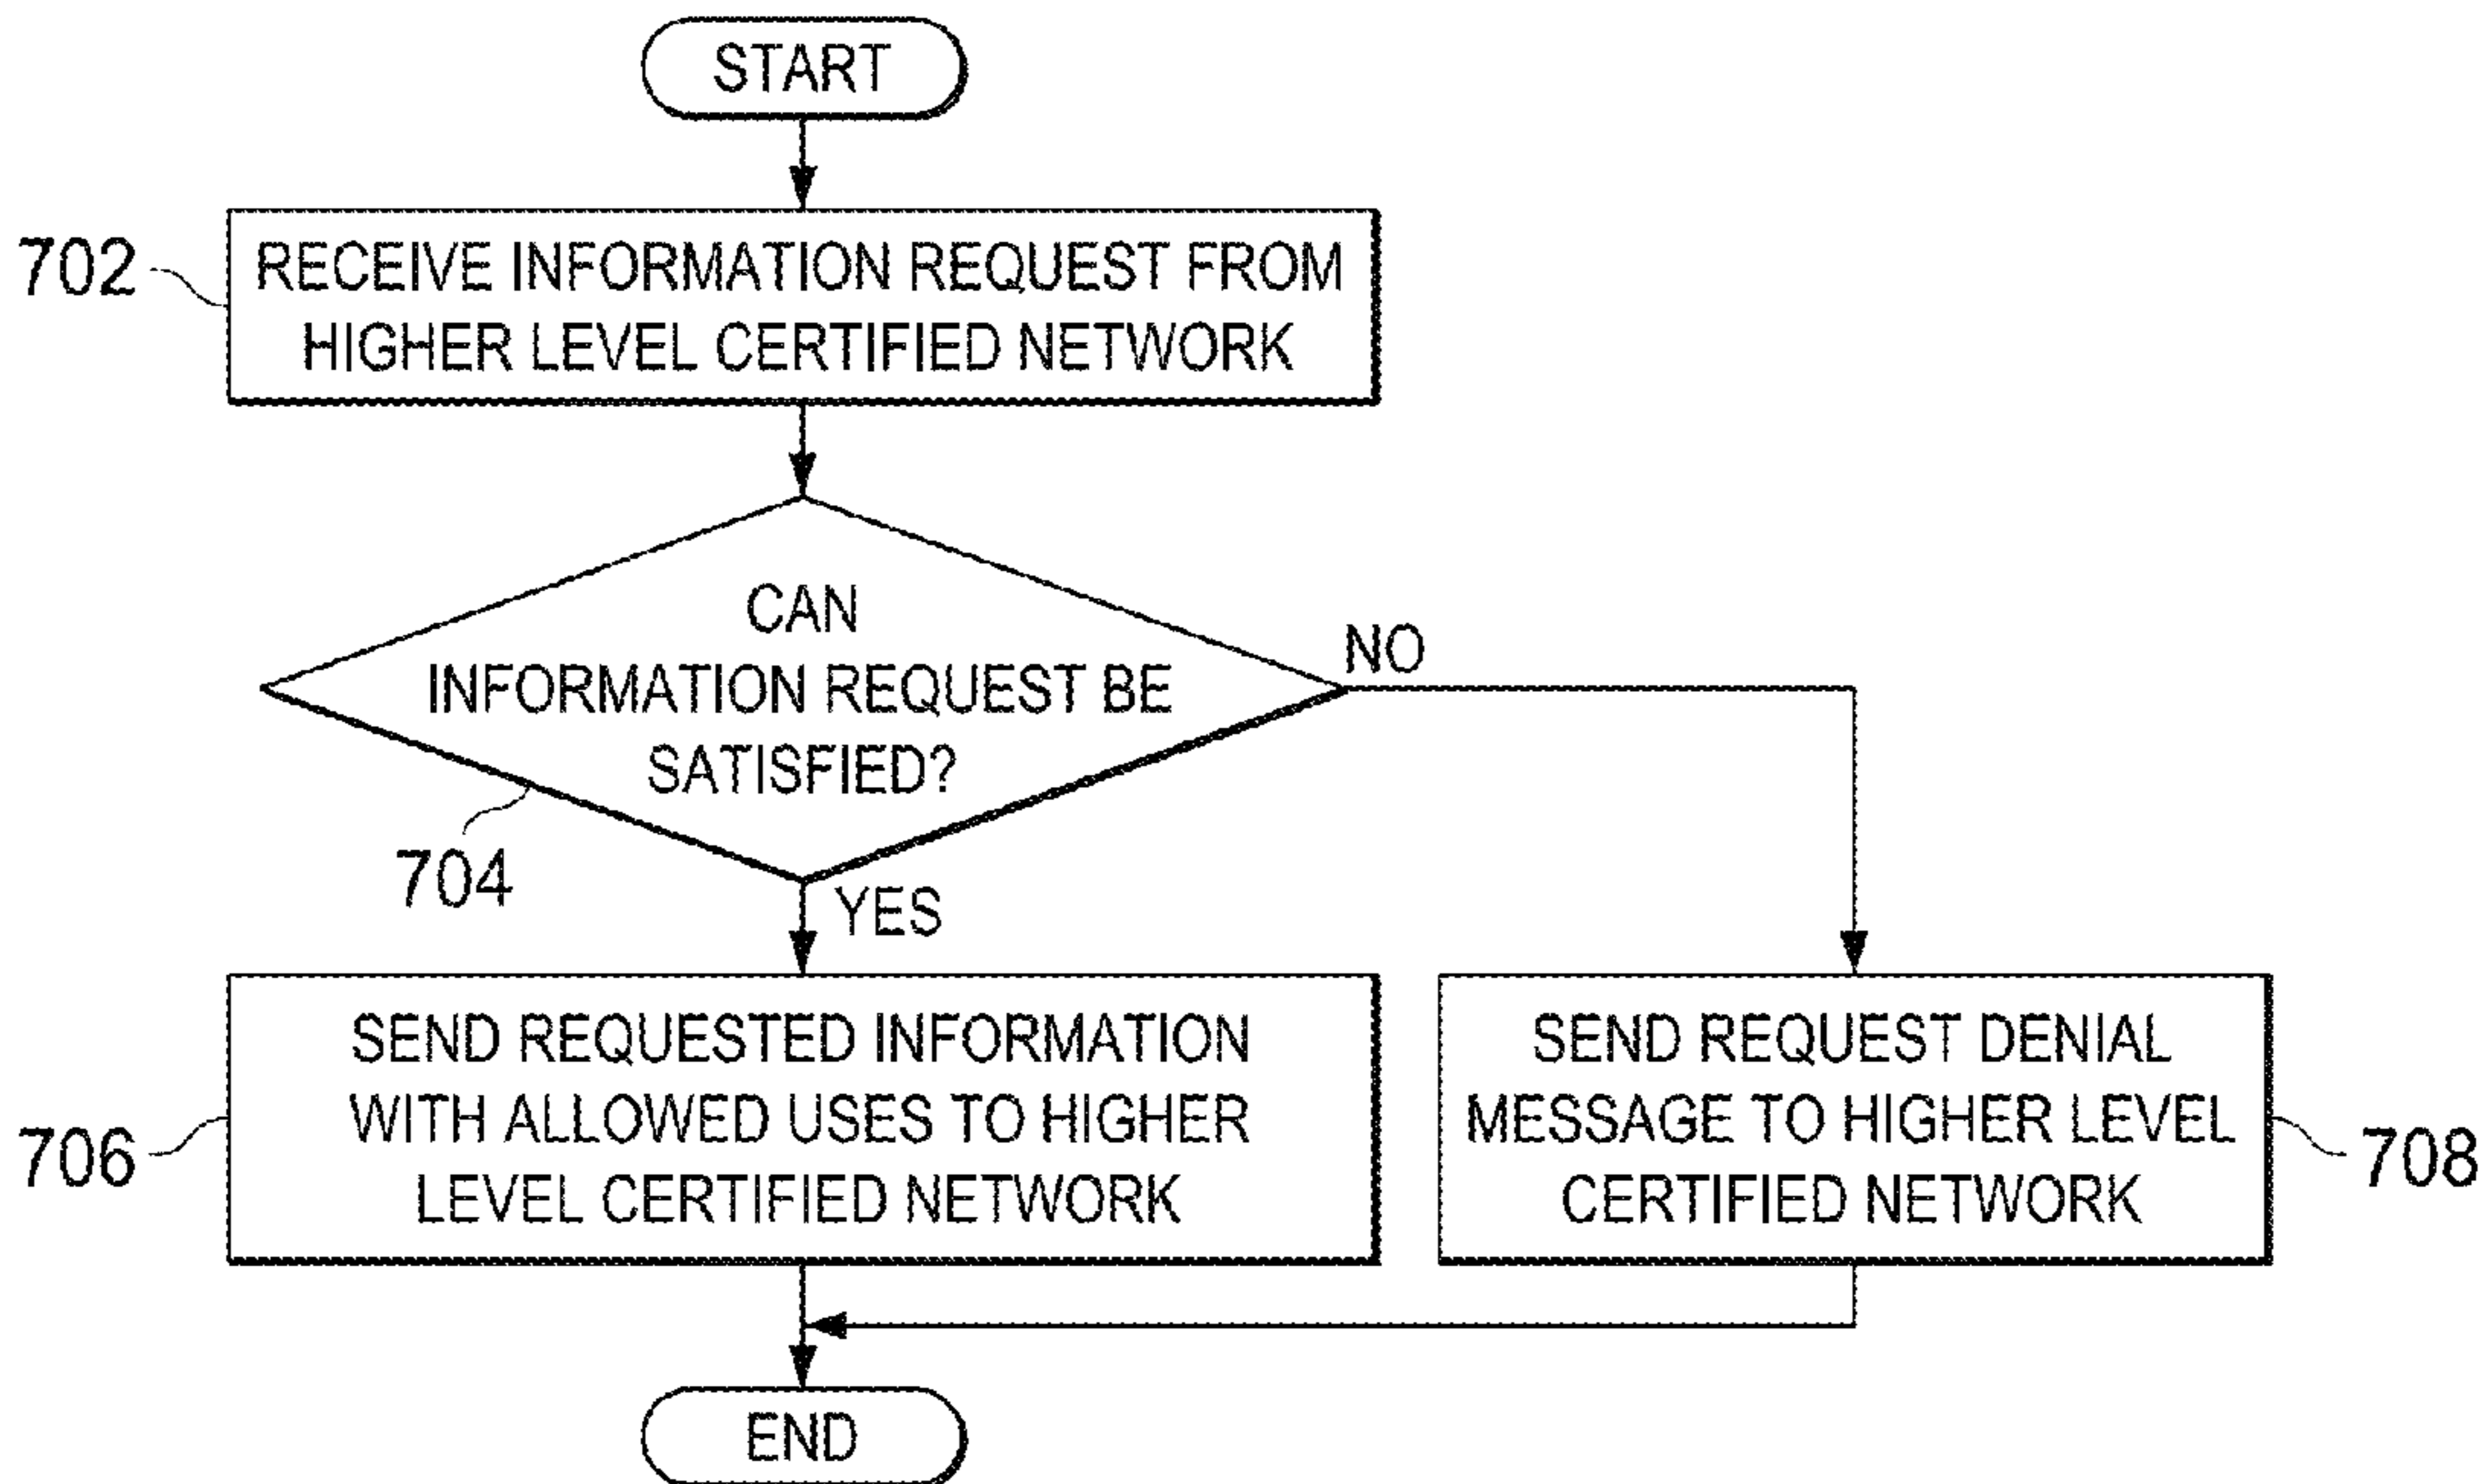 START
702
RECEIVE INFORMATION REQUEST FROM
HIGHER LEVEL CERTIFIED NETWORK
CAN
INFORMATION REQUEST BE
SATISFIED?
NO
704
YES
706
SEND REQUESTED INFORMATION
WITH ALLOWED USES TO HIGHER
LEVEL CERTIFIED NETWORK
SEND REQUEST DENIAL
MESSAGE TO HIGHER LEVEL
CERTIFIED NETWORK
708
END